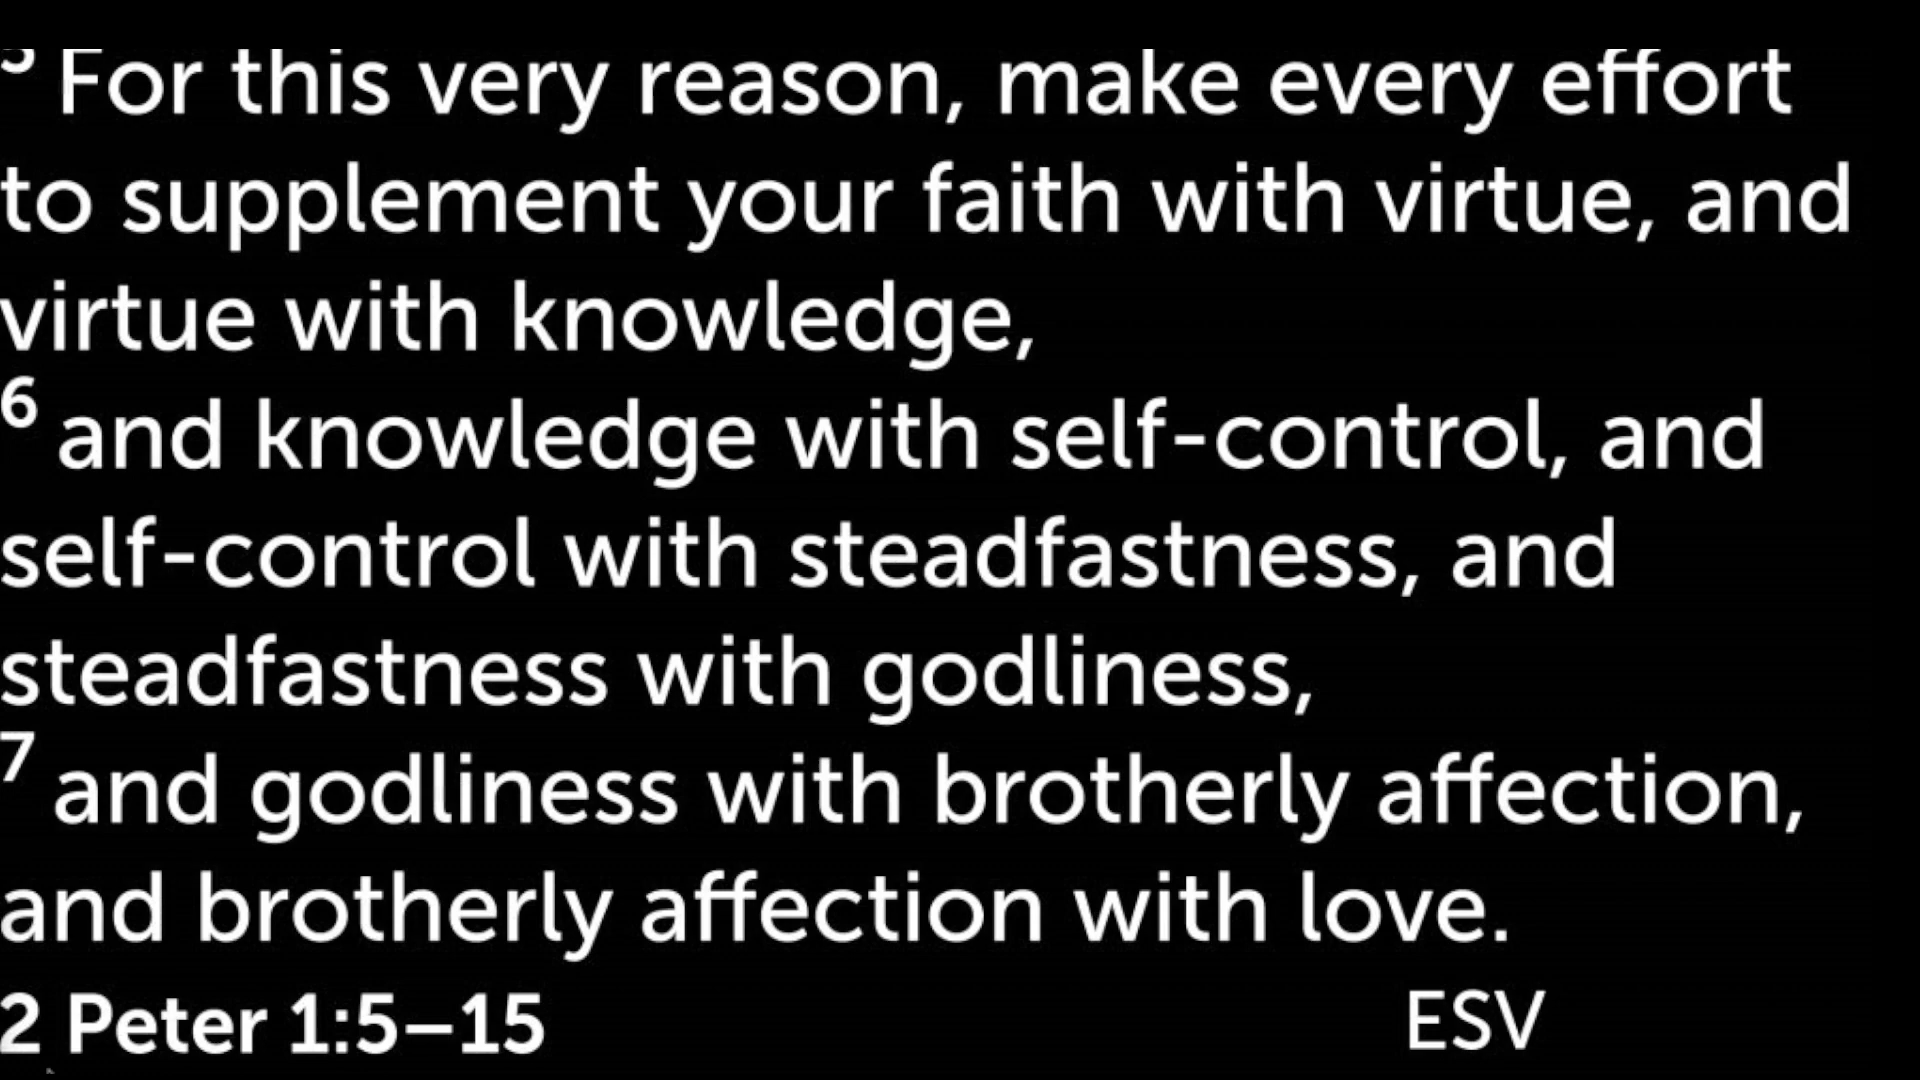 5 For this very reason, make every effort
to supplement your faith with virtue, and
virtue with knowledge,
6 and knowledge with self-control, and
self-control with steadfastness, and
steadfastness with godliness,
7 and godliness with brotherly affection,
and brotherly affection with love.
2 Peter 1:5–15 ESV